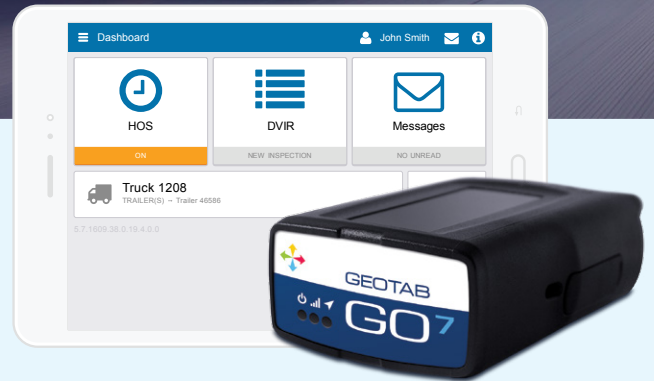 Dashboard
John Smith
HOS
DVIR
Messages
ON
NEW INSPECTION
NO UNREAD
Truck 1208
TRAILER(S) → Trailer 46586
5.7.1609.38.0.19.4.0.0
GEOTAB
GO7